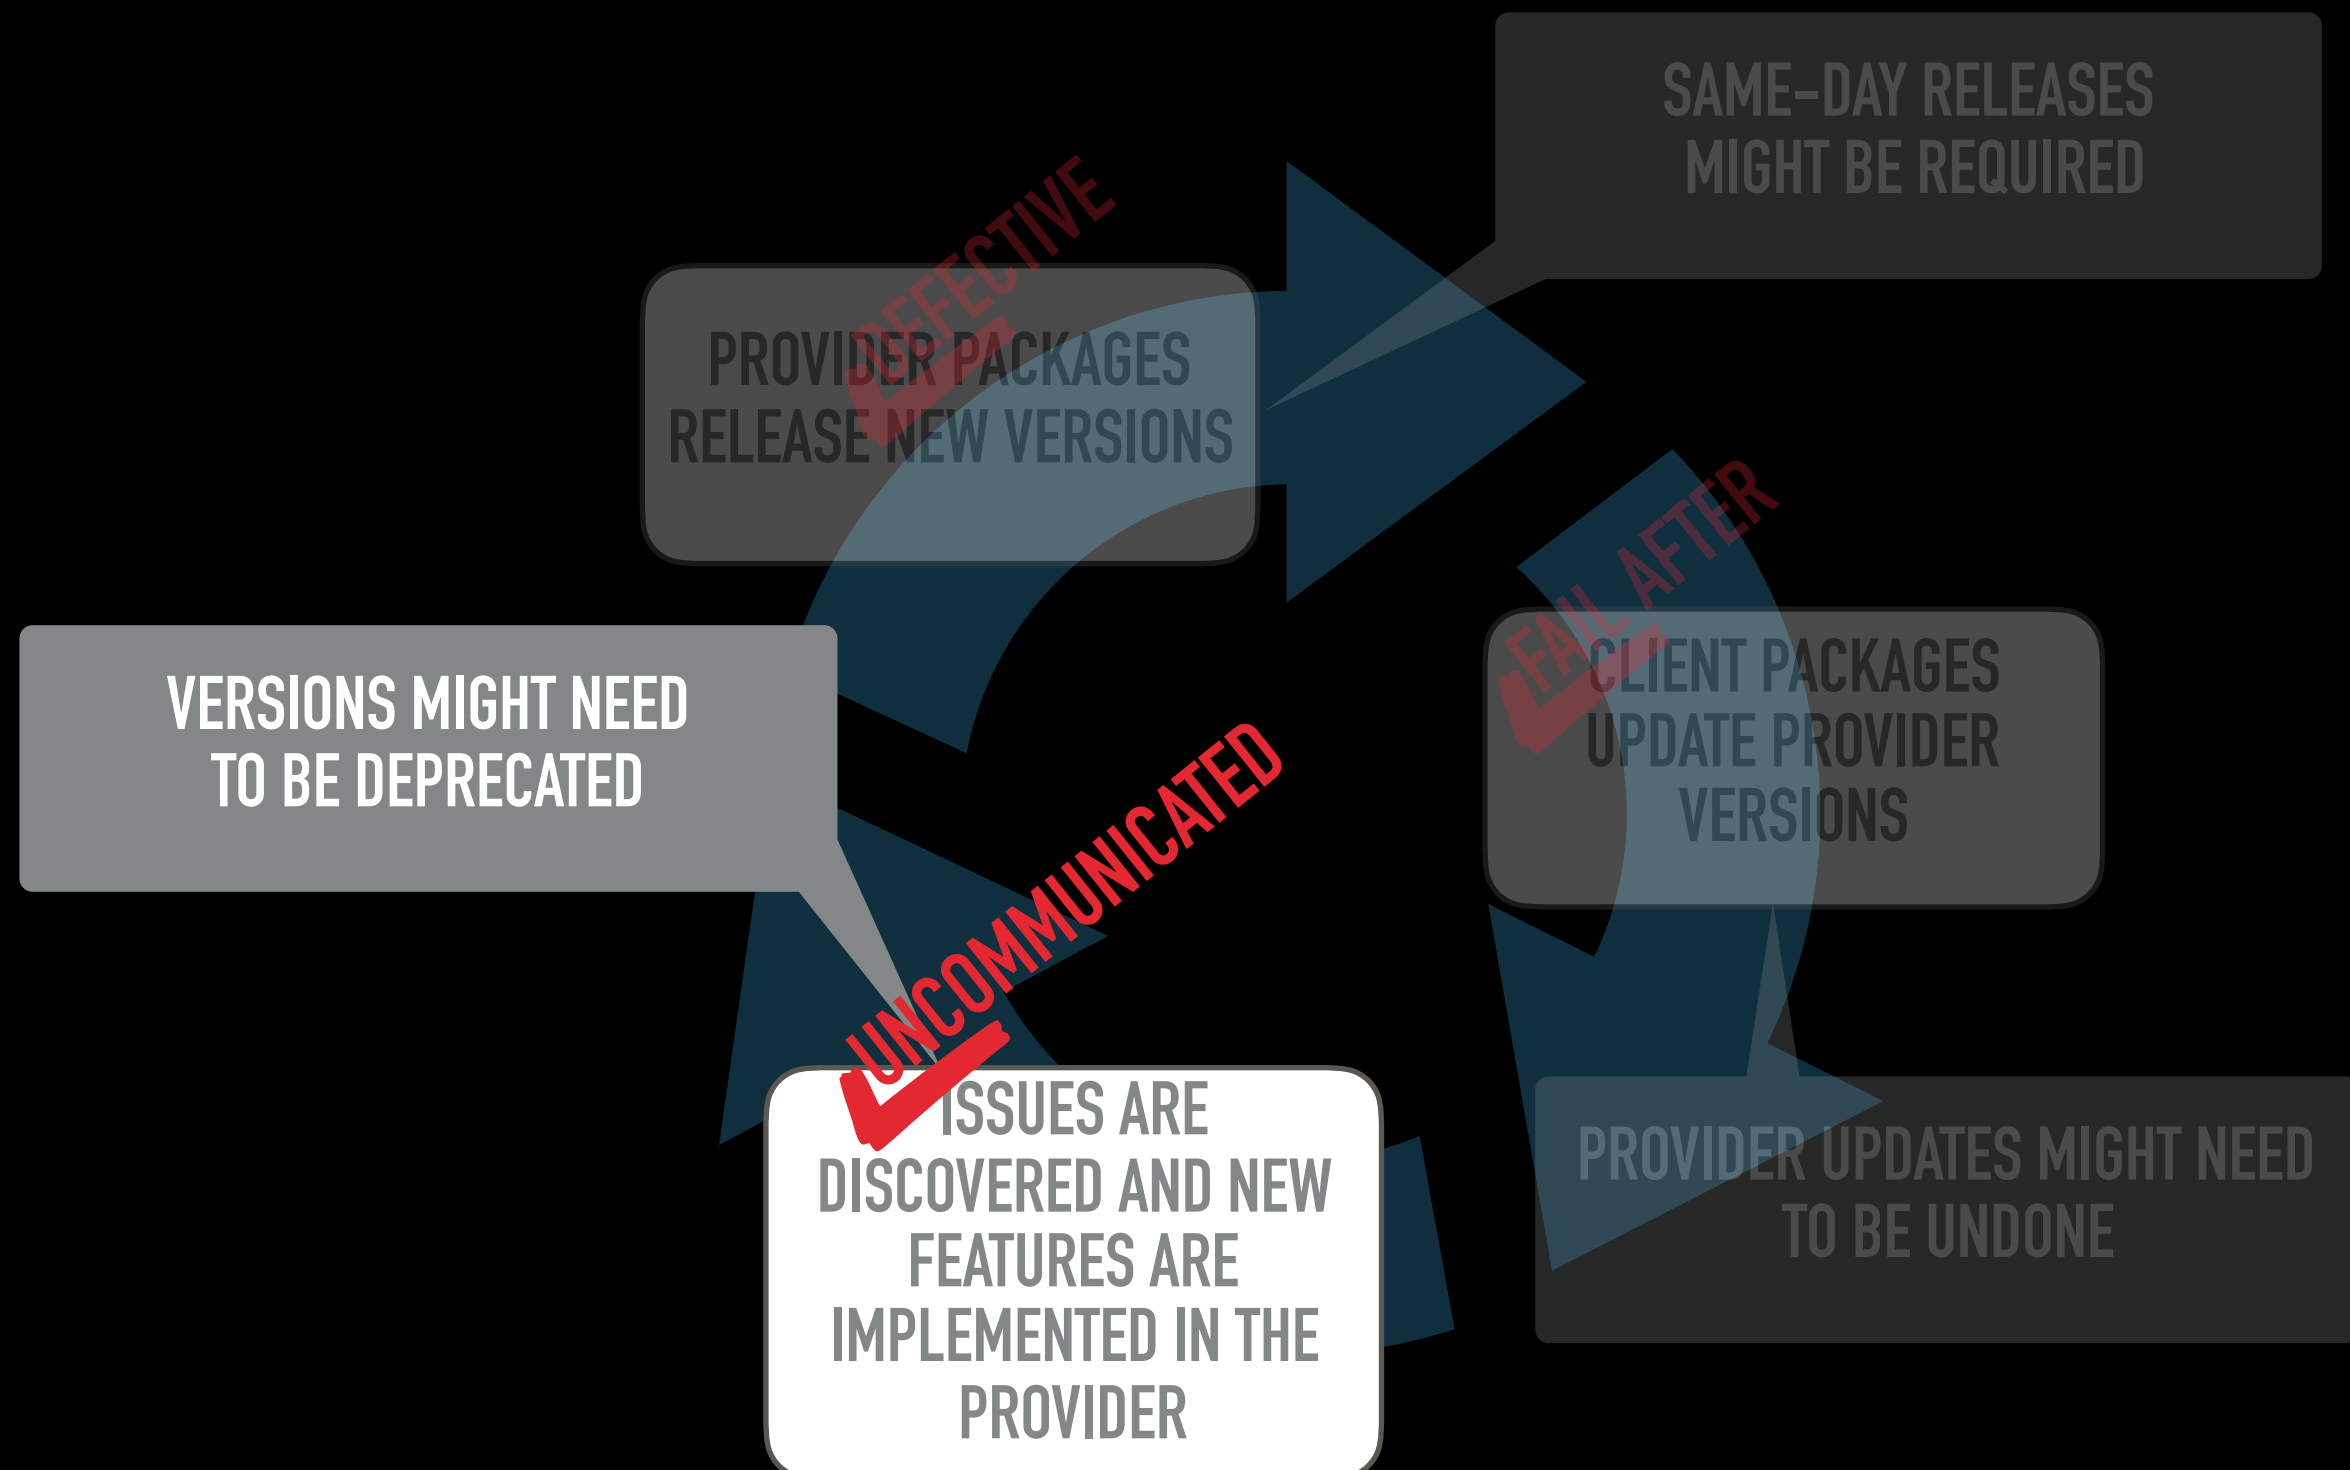 SAME-DAY RELEASES
MIGHT BE REQUIRED
DEFECTIVE
PROVIDER PACKAGES
RELEASE NEW VERSIONS
FAIL AFTER
CLIENT PACKAGES
UPDATE PROVIDER
VERSIONS
VERSIONS MIGHT NEED
TO BE DEPRECATED
UNCOMMUNICATED
ISSUES ARE
DISCOVERED AND NEW
FEATURES ARE
IMPLEMENTED IN THE
PROVIDER
PROVIDER UPDATES MIGHT NEED
TO BE UNDONE